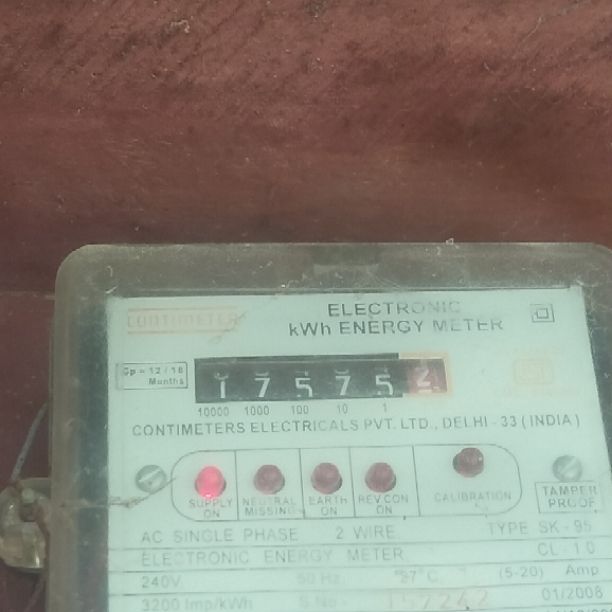 CONTIMETER
ELECTRONIC
kWh ENERGY METER
Gp = 12 / 18
Months
1 7 5 7 5 2
10000 1000 100 10 1
CONTIMETERS ELECTRICALS PVT. LTD., DELHI - 33 (INDIA)
SUPPLY ON
NEUTRAL MISSING
EARTH ON
REV.CON ON
CALIBRATION
TAMPER PROOF
AC SINGLE PHASE 2 WIRE TYPE SK - 95
ELECTRONIC ENERGY METER CL - 1.0
240V. 50 Hz. 27°C (5-20) Amp
3200 Imp/kWh S.No. 01/2008